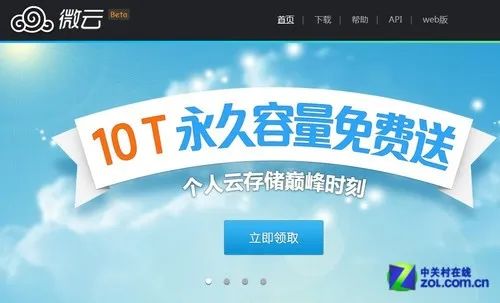 微云 Beta
首页 | 下载 | 帮助 | API | web版
10T 永久容量免费送
个人云存储巅峰时刻
立即领取
中关村在线
zol.com.cn